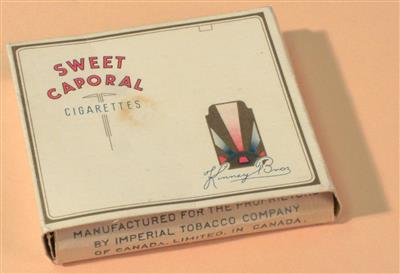 SWEET
CAPORAL
CIGARETTES
Kinney Bros
MANUFACTURED FOR THE PROPRIETORS
BY IMPERIAL TOBACCO COMPANY
OF CANADA, LIMITED, IN CANADA.